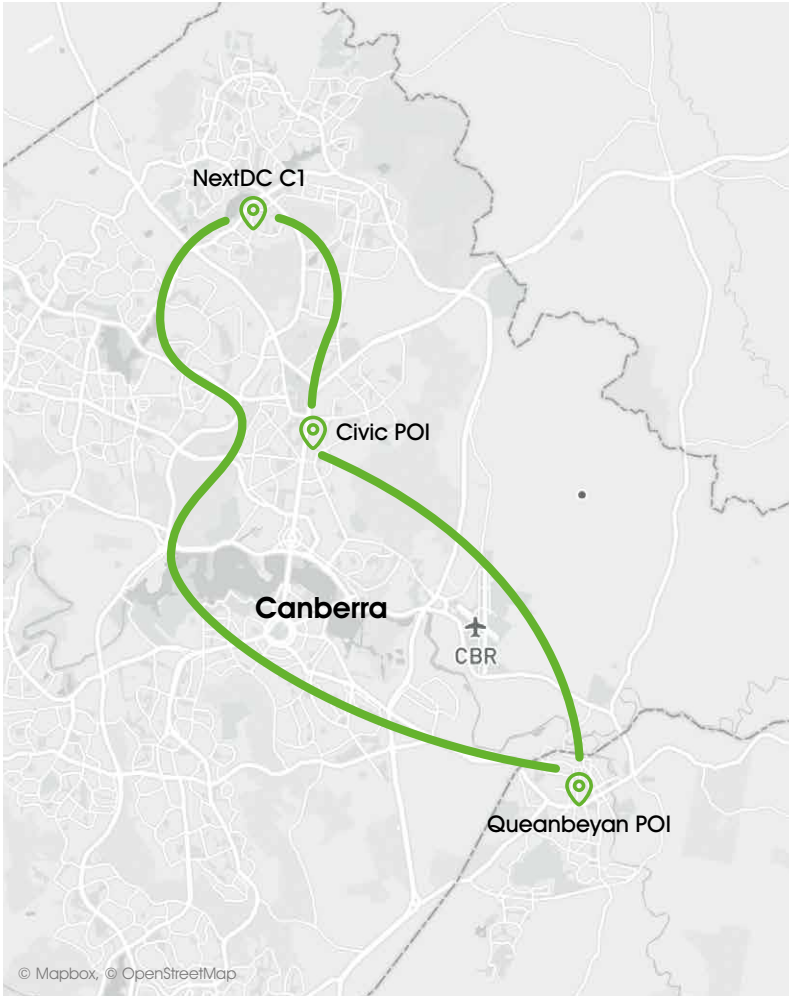 NextDC C1
Civic POI
Canberra
CBR
Queanbeyan POI
© Mapbox, © OpenStreetMap